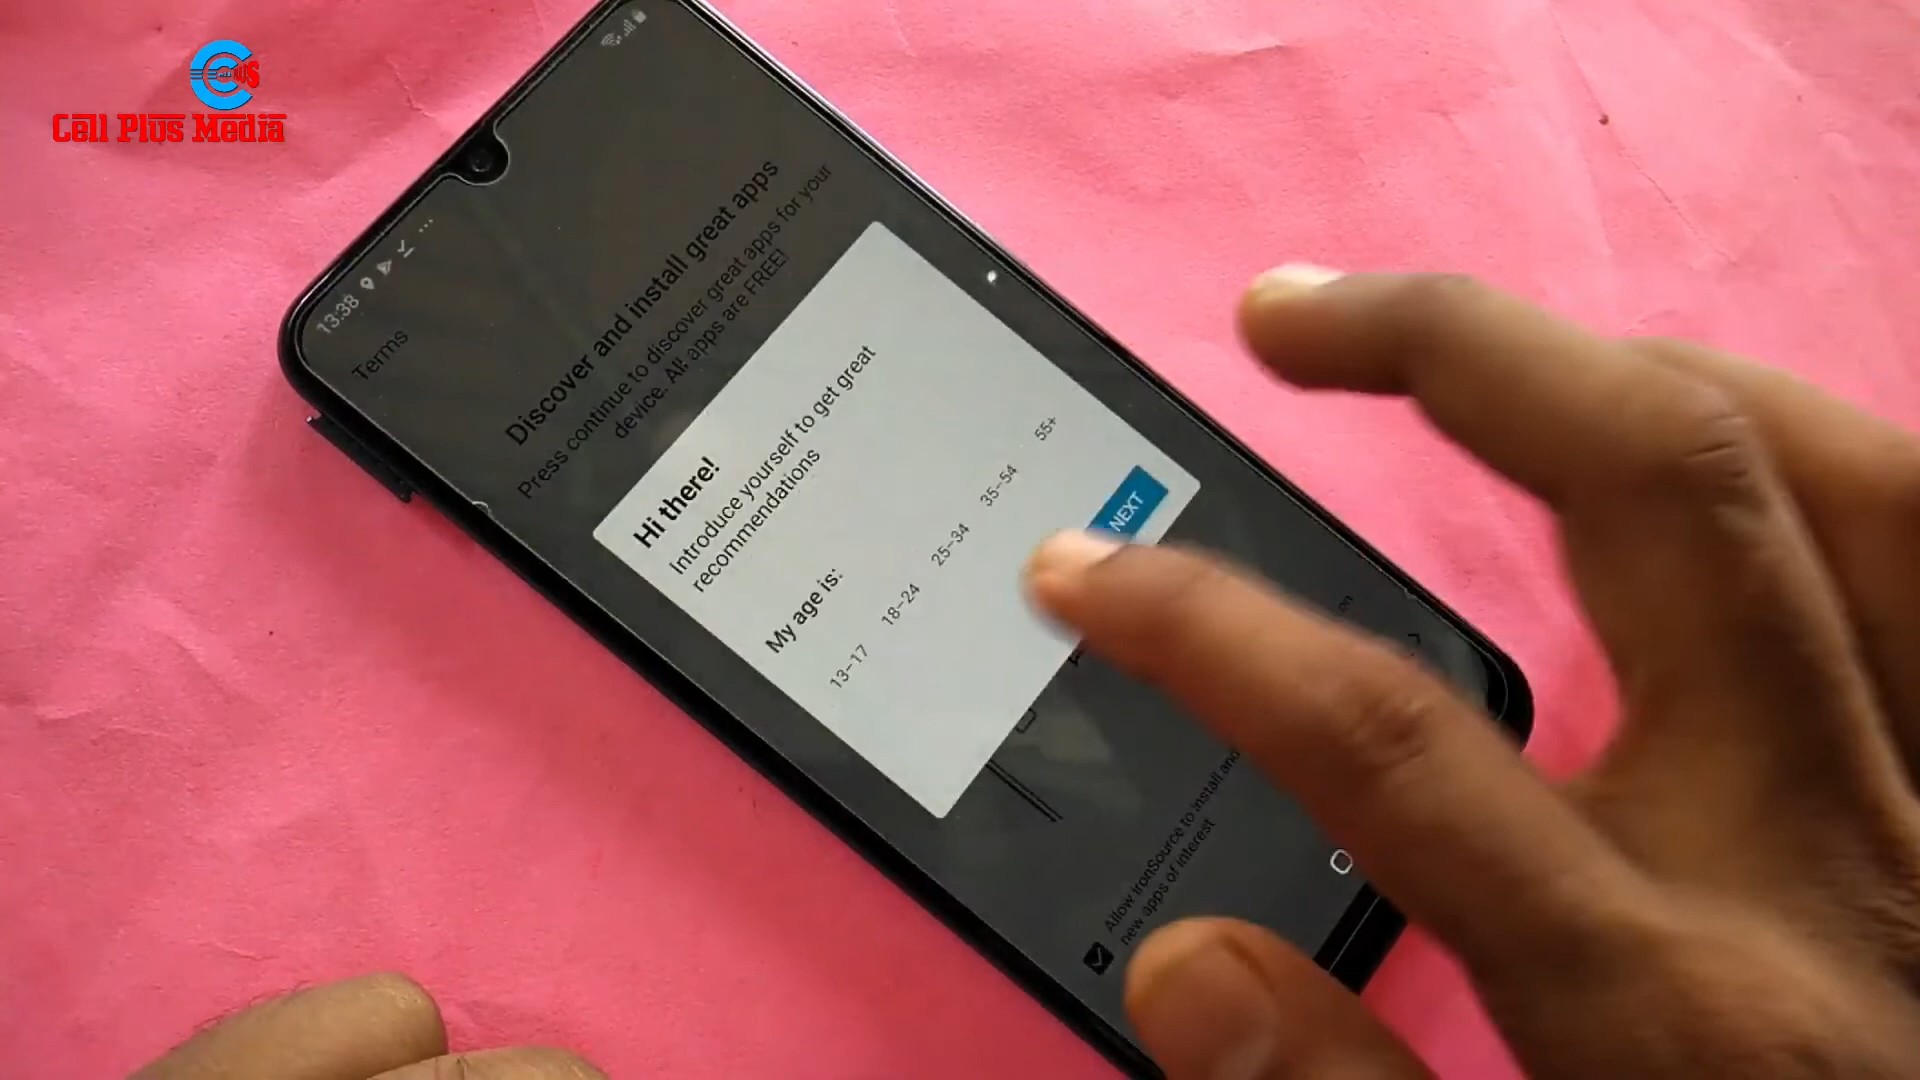 Cell Plus Media
13:38
Terms
Discover and install great apps
Press continue to discover great apps for your
device. All apps are FREE!
Hi there!
Introduce yourself to get great
recommendations
My age is:
13-17
18-24
25-34
35-54
55+
NEXT
Allow ironSource to install and
new apps of interest